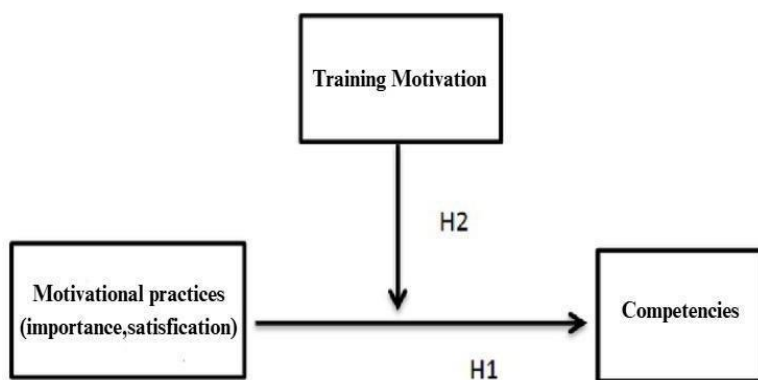 Training Motivation
H2
Motivational practices
(importance,satisfication)
Competencies
H1